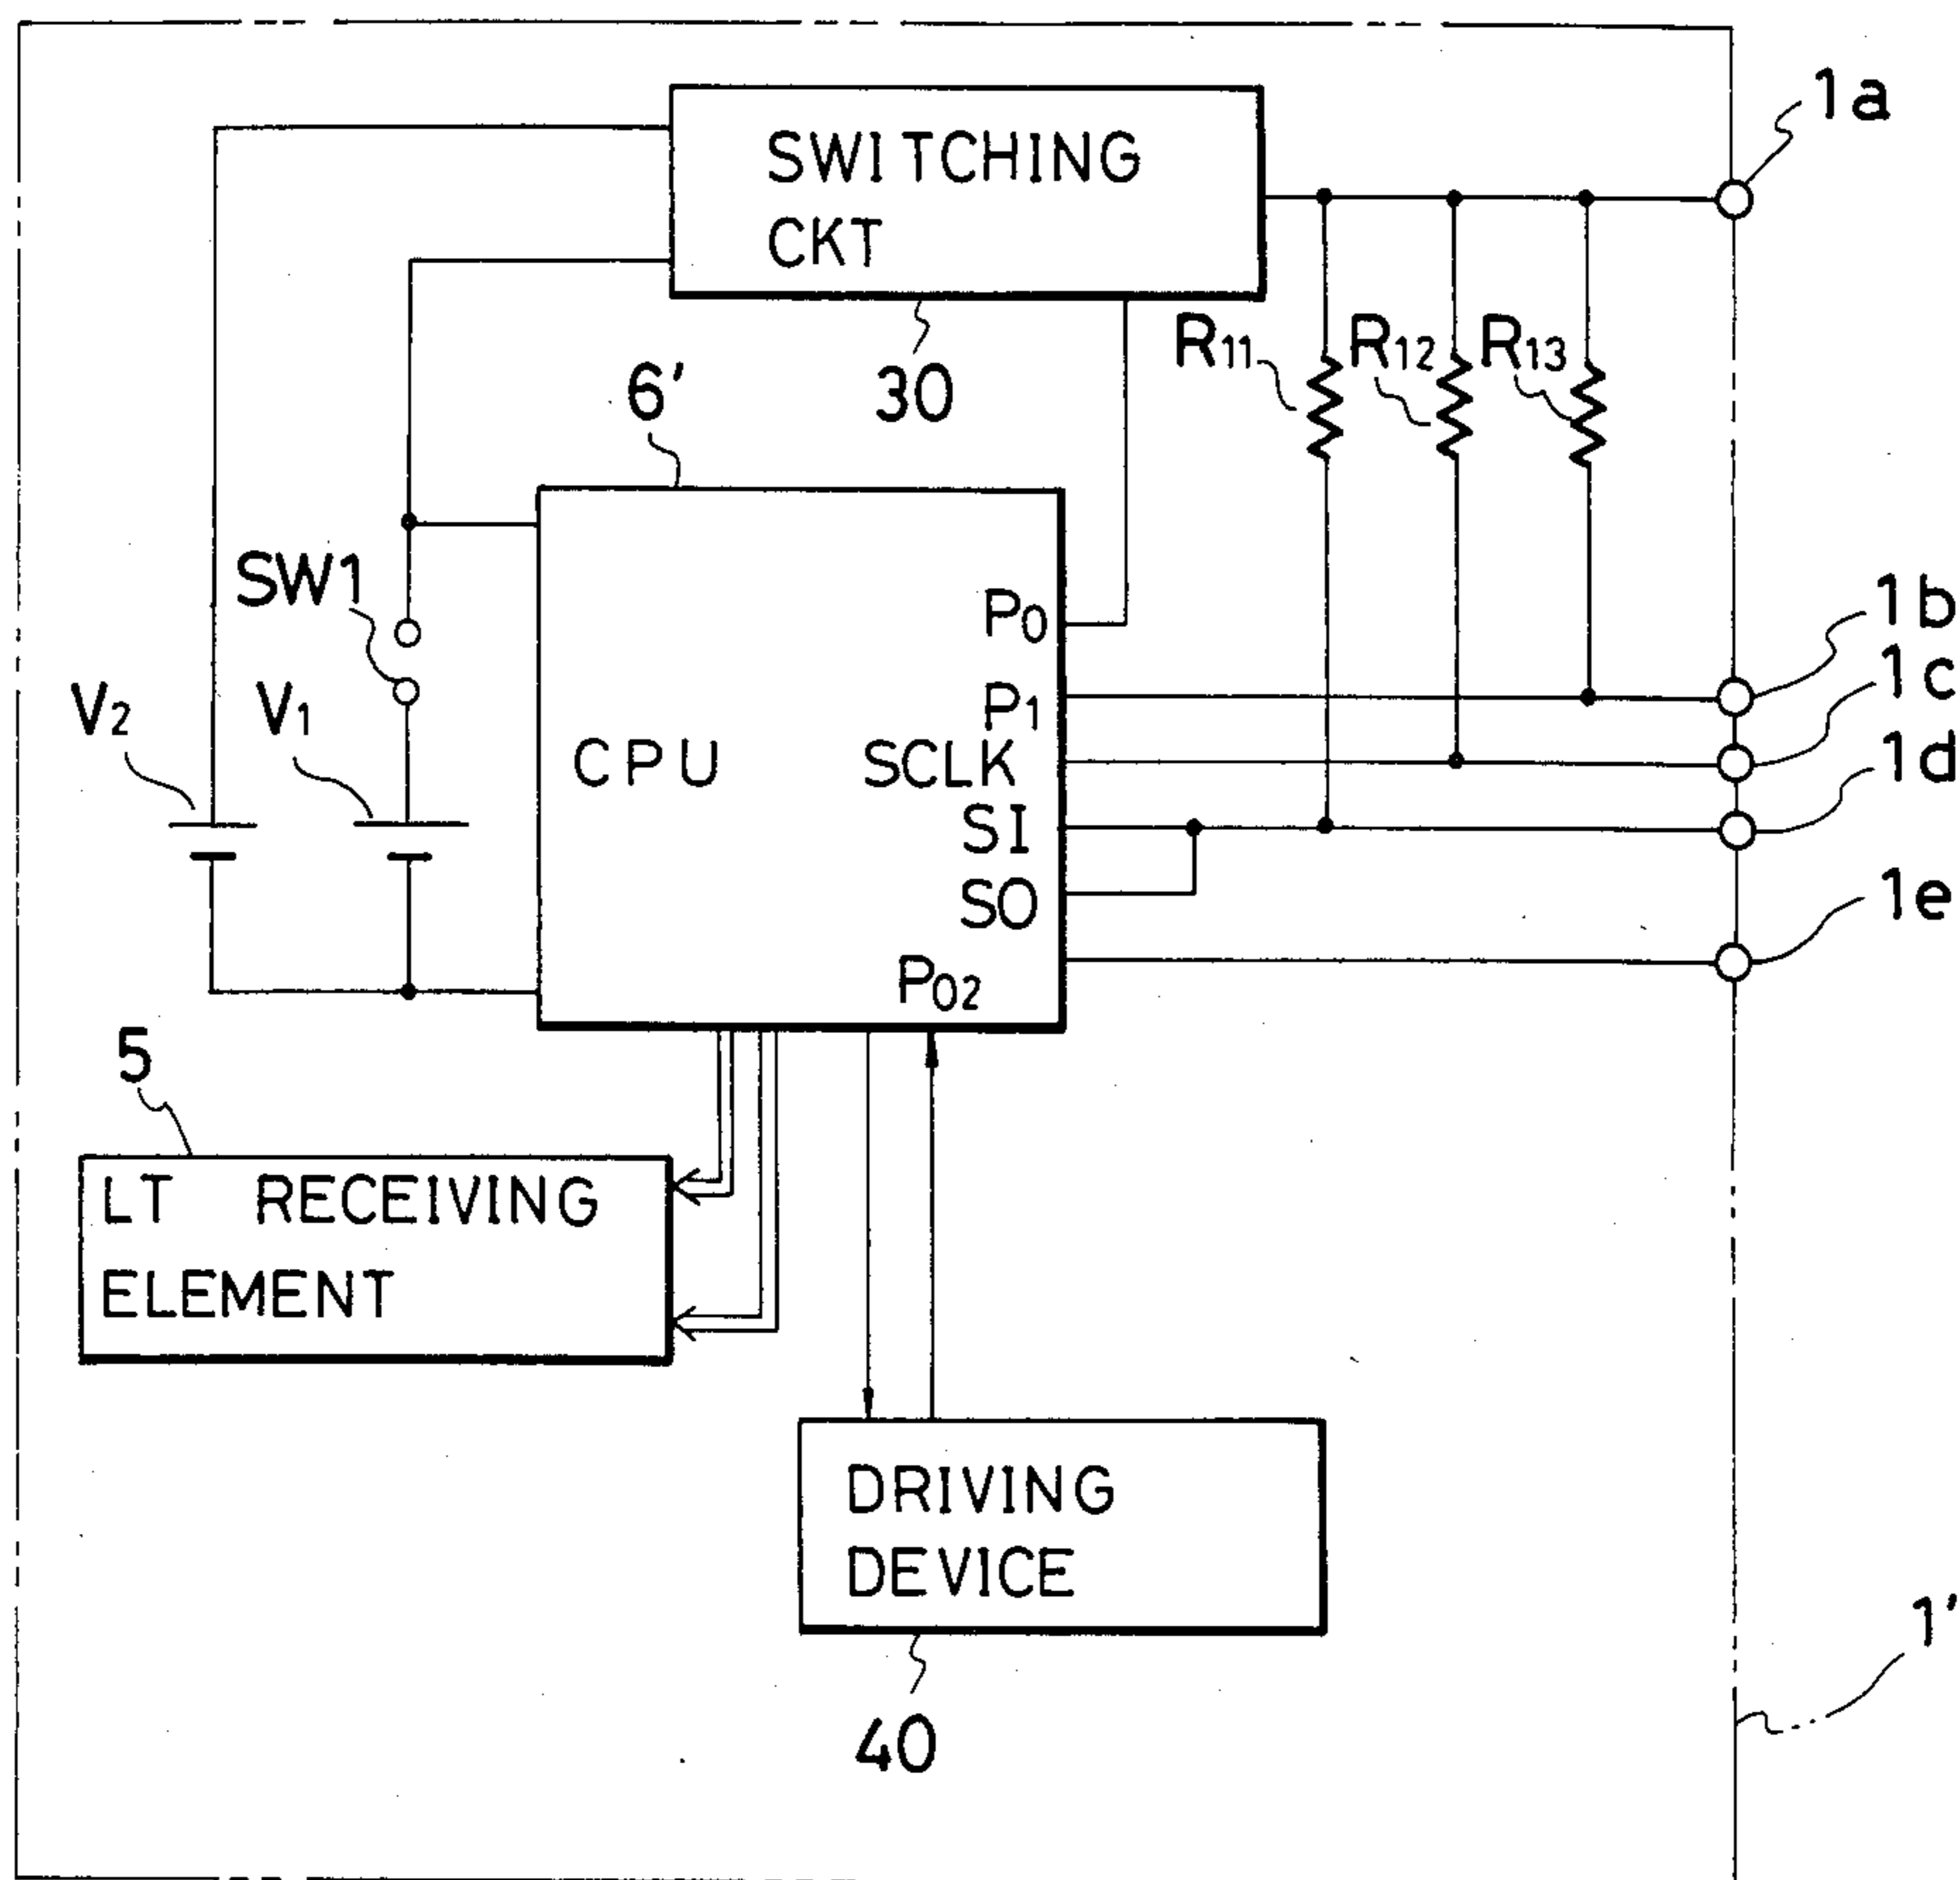 1a
SWITCHING
CKT
R11
R12
R13
6'
30
SW1
P0
1b
V2
V1
P1
1c
CPU
SCLK
1d
SI
SO
1e
P02
5
LT RECEIVING
ELEMENT
DRIVING
DEVICE
1'
40